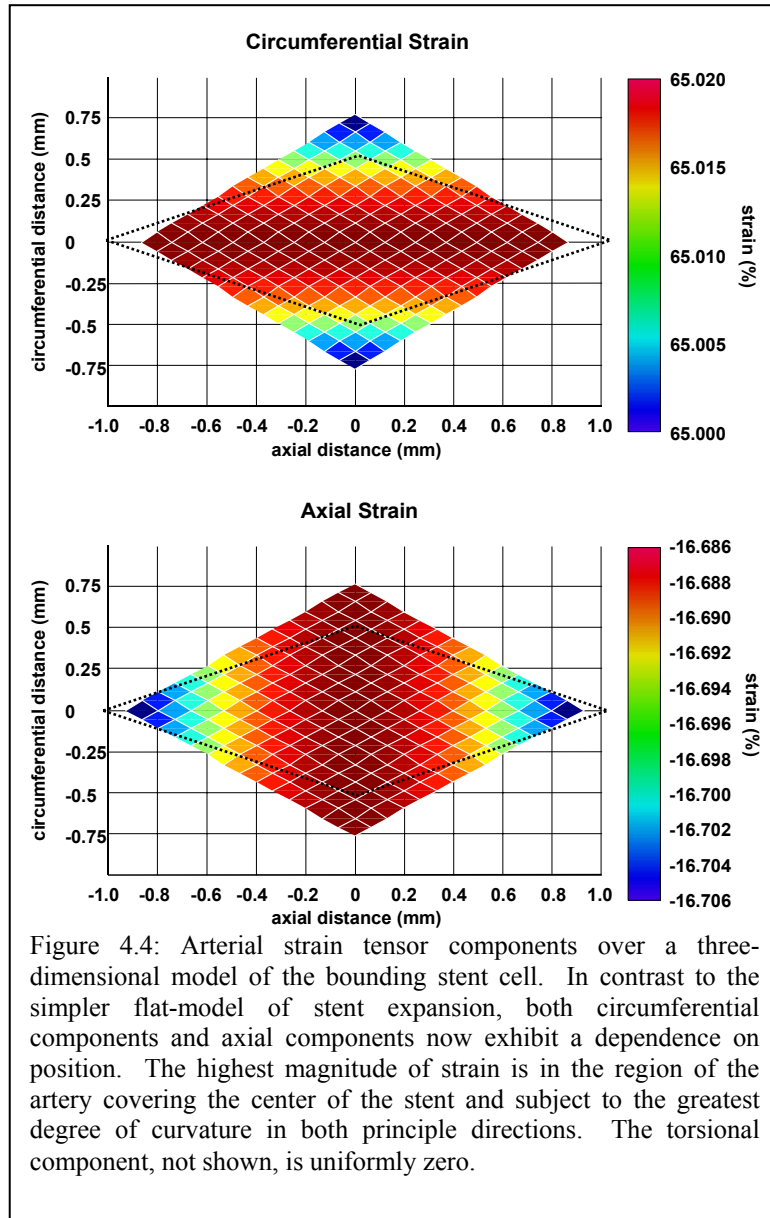 Circumferential Strain
circumferential distance (mm)
0.75
0.5
0.25
0
-0.25
-0.5
-0.75
-1.0 -0.8 -0.6 -0.4 -0.2 0 0.2 0.4 0.6 0.8 1.0
axial distance (mm)
65.020
65.015
65.010
65.005
65.000
strain (%)
Axial Strain
circumferential distance (mm)
0.75
0.5
0.25
0
-0.25
-0.5
-0.75
-1.0 -0.8 -0.6 -0.4 -0.2 0 0.2 0.4 0.6 0.8 1.0
axial distance (mm)
-16.686
-16.688
-16.690
-16.692
-16.694
-16.696
-16.698
-16.700
-16.702
-16.704
-16.706
strain (%)
Figure 4.4: Arterial strain tensor components over a three-
dimensional model of the bounding stent cell. In contrast to the
simpler flat-model of stent expansion, both circumferential
components and axial components now exhibit a dependence on
position. The highest magnitude of strain is in the region of the
artery covering the center of the stent and subject to the greatest
degree of curvature in both principle directions. The torsional
component, not shown, is uniformly zero.